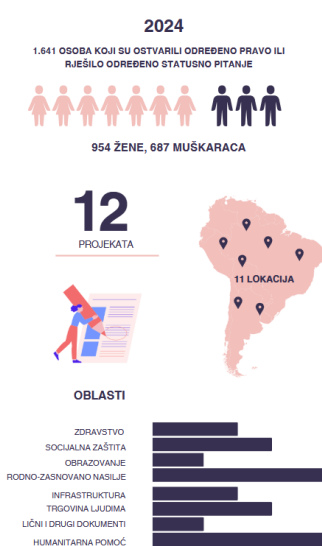 2024
1.641 OSOBA KOJI SU OSTVARILI ODREĐENO PRAVO ILI
RJEŠILO ODREĐENO STATUSNO PITANJE
954 ŽENE, 687 MUŠKARACA
12
PROJEKATA
11 LOKACIJA
OBLASTI
ZDRAVSTVO
SOCIJALNA ZAŠTITA
OBRAZOVANJE
RODNO-ZASNOVANO NASILJE
INFRASTRUKTURA
TRGOVINA LJUDIMA
LIČNI I DRUGI DOKUMENTI
HUMANITARNA POMOĆ